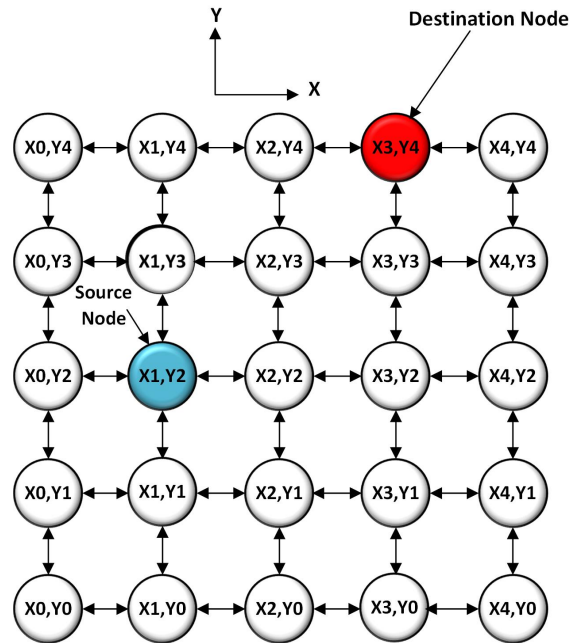 Destination Node
Y
X
X0,Y4 X1,Y4 X2,Y4 X3,Y4 X4,Y4
X0,Y3 X1,Y3 X2,Y3 X3,Y3 X4,Y3
Source
Node
X0,Y2 X1,Y2 X2,Y2 X3,Y2 X4,Y2
X0,Y1 X1,Y1 X2,Y1 X3,Y1 X4,Y1
X0,Y0 X1,Y0 X2,Y0 X3,Y0 X4,Y0